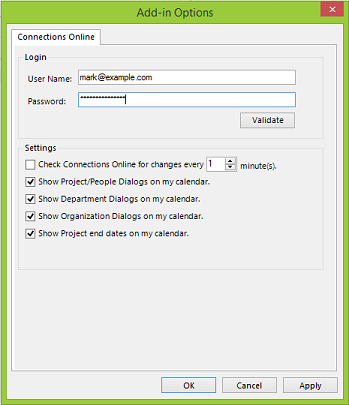 Add-in Options
Connections Online
Login
User Name: mark@example.com
Password: ***************
Validate
Settings
Check Connections Online for changes every 1 minute(s).
Show Project/People Dialogs on my calendar.
Show Department Dialogs on my calendar.
Show Organization Dialogs on my calendar.
Show Project end dates on my calendar.
OK Cancel Apply